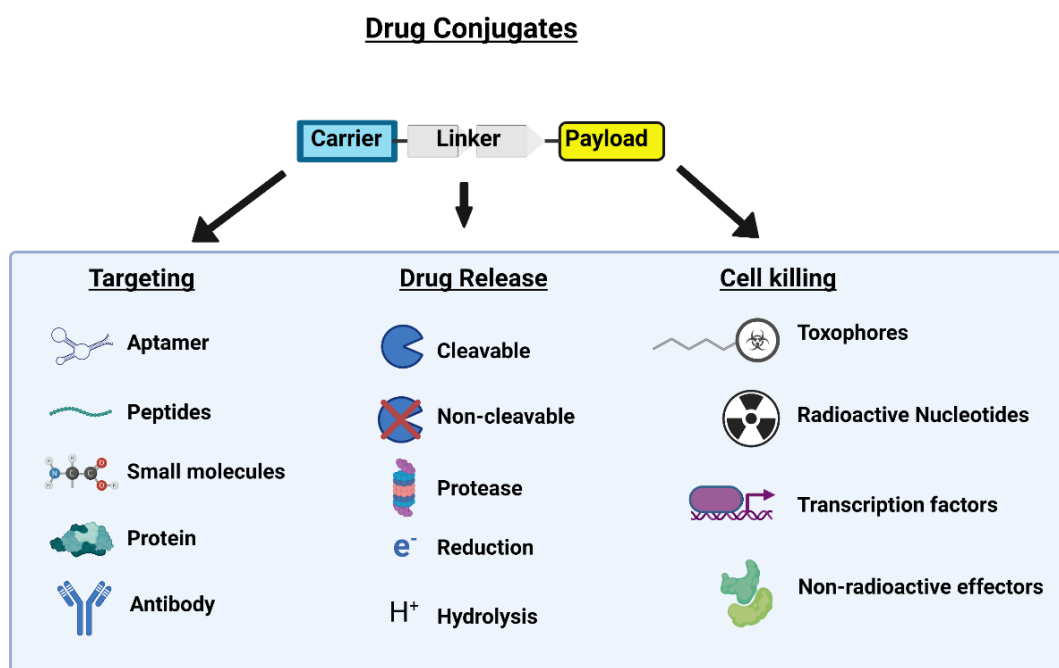 Drug Conjugates
Carrier Linker Payload
Targeting
Aptamer
Peptides
N C C O O H H H H
Small molecules
Protein
Antibody
Drug Release
Cleavable
Non-cleavable
Protease
e- Reduction
H+ Hydrolysis
Cell killing
Toxophores
Radioactive Nucleotides
Transcription factors
Non-radioactive effectors